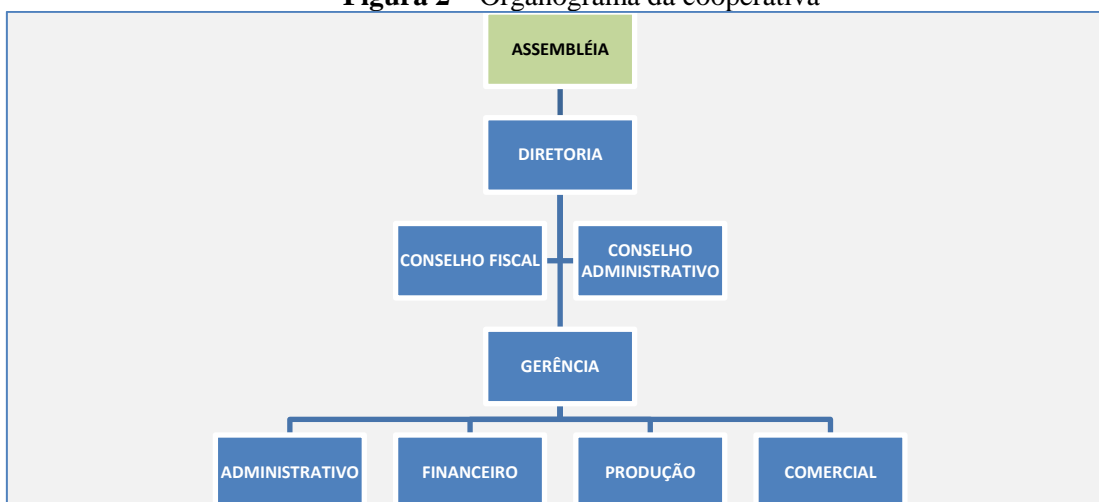 Figura 2 – Organograma da cooperativa
ASSEMBLÉIA
DIRETORIA
CONSELHO FISCAL
CONSELHO
ADMINISTRATIVO
GERÊNCIA
ADMINISTRATIVO
FINANCEIRO
PRODUÇÃO
COMERCIAL